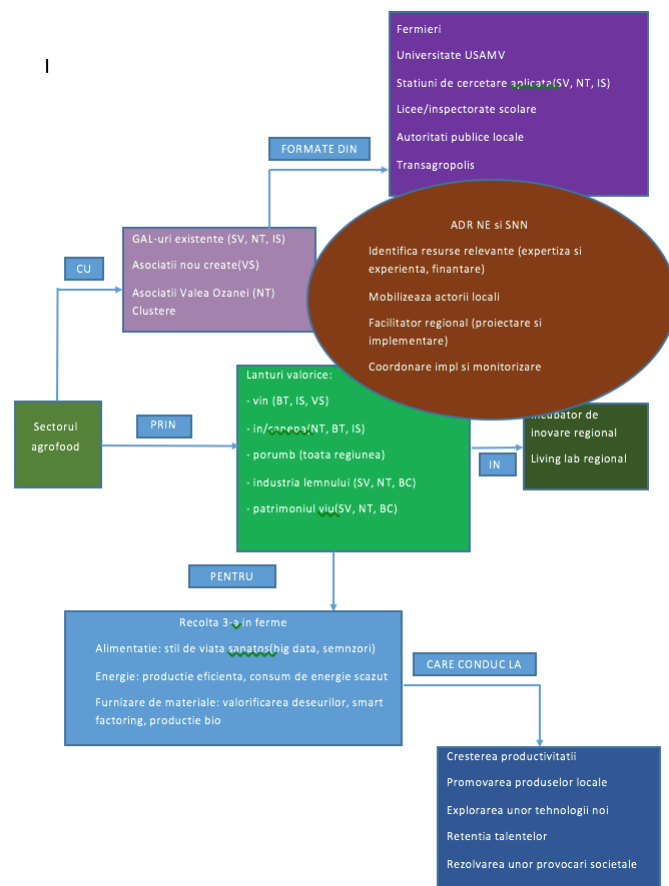 Fermieri
Universitate USAMV
Statiuni de cercetare aplicata(SV, NT, IS)
Licee/inspectorate scolare
Autoritati publice locale
Transagropolis
FORMATE DIN
GAL-uri existente (SV, NT, IS)
Asociatii nou create(VS)
Asociatii Valea Ozanei (NT)
Clustere
CU
ADR NE si SNN
Identifica resurse relevante (expertiza si
experienta, finantare)
Mobilizeaza actorii locali
Facilitator regional (proiectare si
implementare)
Coordonare impl si monitorizare
Sectorul
agrofood
PRIN
Lanturi valorice:
- vin (BT, IS, VS)
- in/canepa(NT, BT, IS)
- porumb (toata regiunea)
- industria lemnului (SV, NT, BC)
- patrimoniul viu(SV, NT, BC)
IN
Incubator de
inovare regional
Living lab regional
PENTRU
Recolta 3-a in ferme
Alimentatie: stil de viata sanatos(big data, semnzori)
Energie: productie eficienta, consum de energie scazut
Furnizare de materiale: valorificarea deseurilor, smart
factoring, productie bio
CARE CONDUC LA
Cresterea productivitatii
Promovarea produselor locale
Explorarea unor tehnologii noi
Retentia talentelor
Rezolvarea unor provocari societale